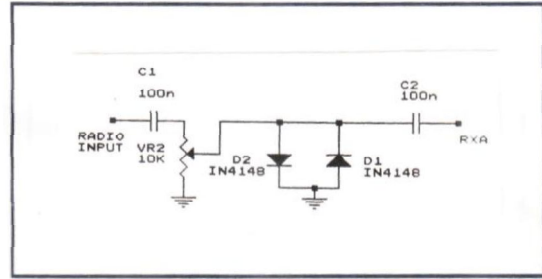 C1
100n
C2
100n
RADIO
INPUT
VR2
10K
D2
IN4148
D1
IN4148
RXA